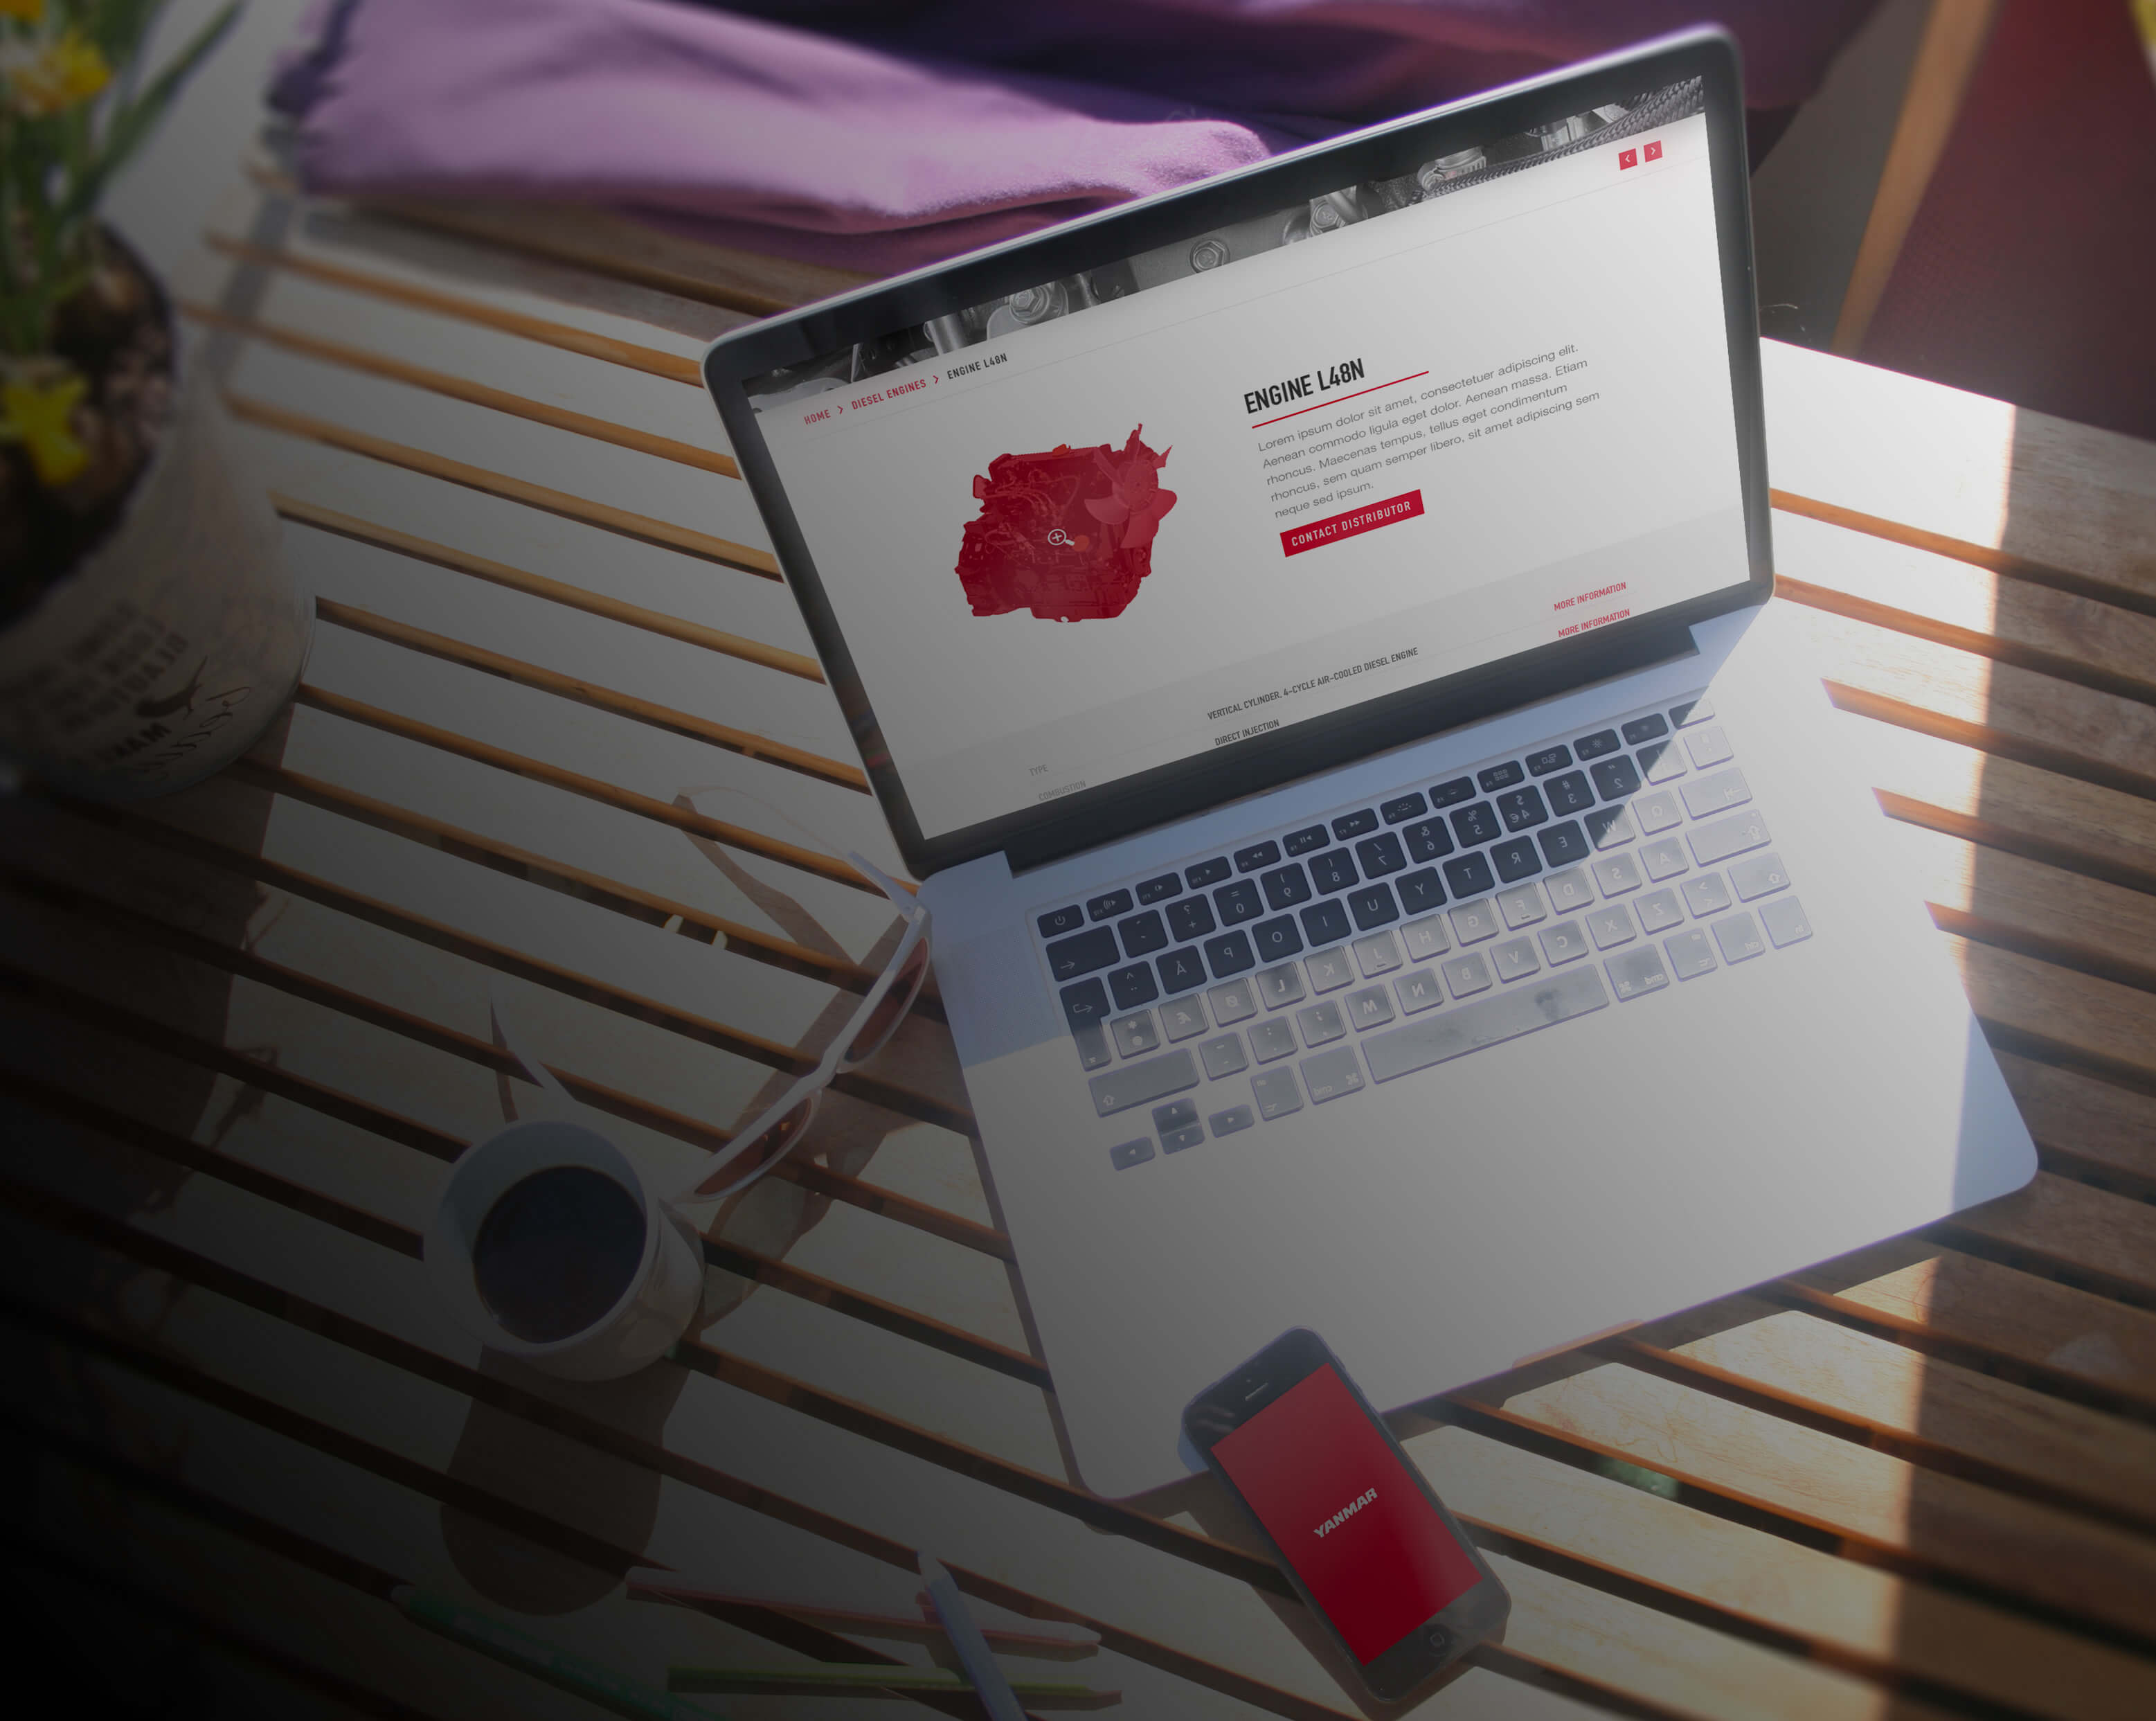 HOME > DIESEL ENGINES > ENGINE L48N
ENGINE L48N
Lorem ipsum dolor sit amet, consectetuer adipiscing elit.
Aenean commodo ligula eget dolor. Aenean massa. Etiam
rhoncus. Maecenas tempus, tellus eget condimentum
rhoncus, sem quam semper libero, sit amet adipiscing sem
neque sed ipsum.
CONTACT DISTRIBUTOR
TYPE
VERTICAL CYLINDER. 4-CYCLE AIR-COOLED DIESEL ENGINE
MORE INFORMATION
COMBUSTION
DIRECT INJECTION
MORE INFORMATION
YANMAR